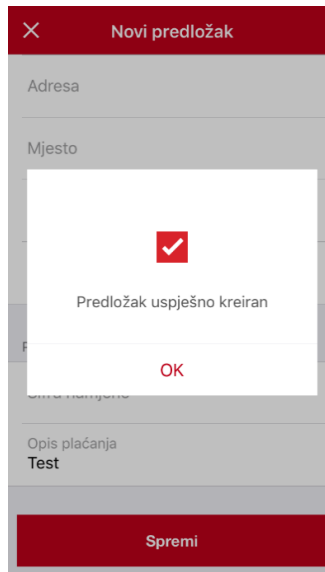 Novi predložak
Adresa
Mjesto
Predložak uspješno kreiran
OK
Opis plaćanja
Test
Spremi